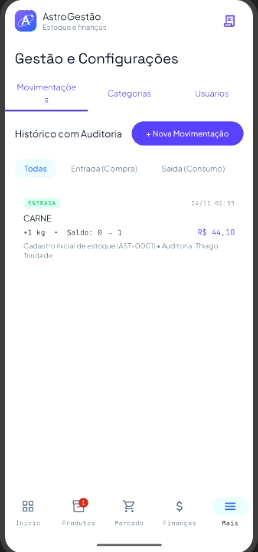 AstroGestão
Estoque e finanças
Gestão e Configurações
Movimentaçõe
s
Categorias
Usuários
Histórico com Auditoria
+ Nova Movimentação
Todas
Entrada (Compra)
Saída (Consumo)
ENTRADA
24/11 02:55
CARNE
+1 kg • Saldo: 0 → 1
R$ 44,10
Cadastro inicial de estoque (AST-0001) • Auditoria: Thiago
Trindade
1
Início
Produtos
Mercado
Finanças
Mais